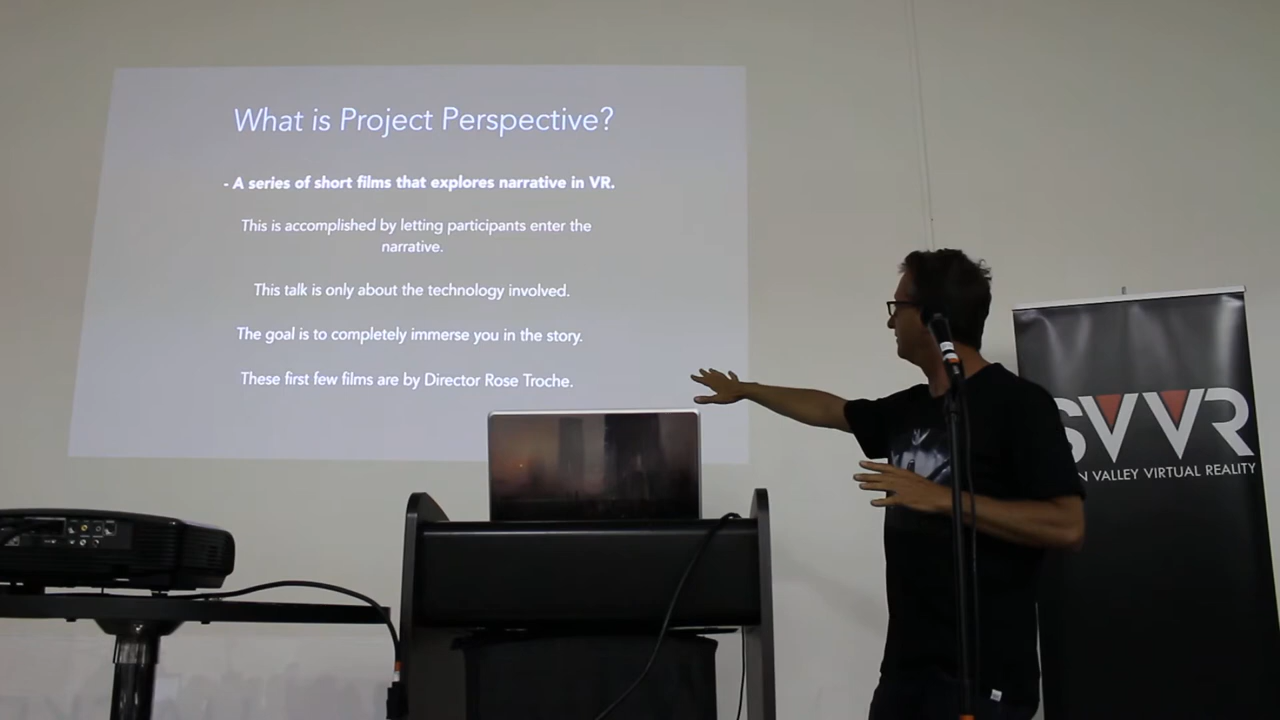 What is Project Perspective?
- A series of short films that explores narrative in VR.
This is accomplished by letting participants enter the
narrative.
This talk is only about the technology involved.
The goal is to completely immerse you in the story.
These first few films are by Director Rose Troche.
SVVR
VALLEY VIRTUAL REALITY